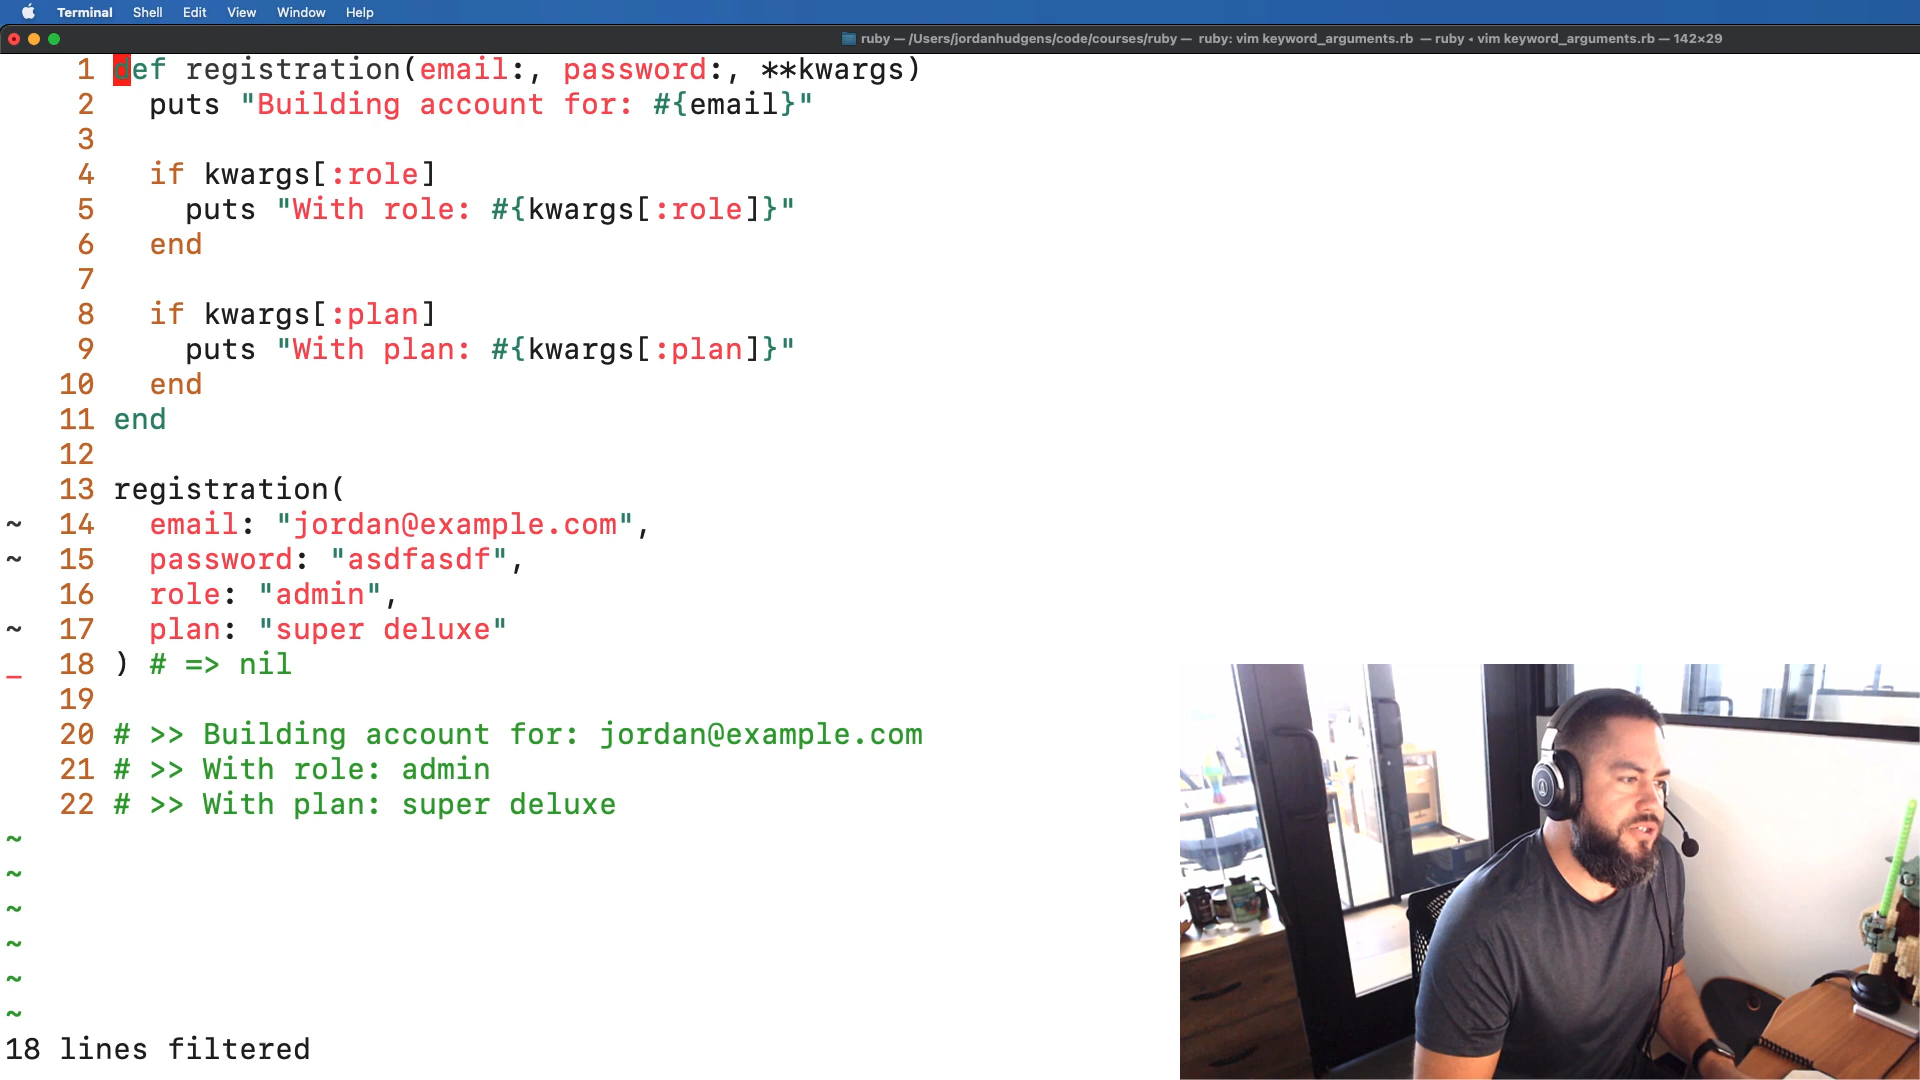 Terminal Shell Edit View Window Help
ruby — /Users/jordanhudgens/code/courses/ruby — ruby: vim keyword_arguments.rb — ruby ◂ vim keyword_arguments.rb — 142×29
1 def registration(email:, password:, **kwargs)
2 puts "Building account for: #{email}"
3
4 if kwargs[:role]
5 puts "With role: #{kwargs[:role]}"
6 end
7
8 if kwargs[:plan]
9 puts "With plan: #{kwargs[:plan]}"
10 end
11 end
12
13 registration(
~ 14 email: "jordan@example.com",
~ 15 password: "asdfasdf",
16 role: "admin",
~ 17 plan: "super deluxe"
_ 18 ) # => nil
19
20 # >> Building account for: jordan@example.com
21 # >> With role: admin
22 # >> With plan: super deluxe
~
~
~
~
~
~
18 lines filtered